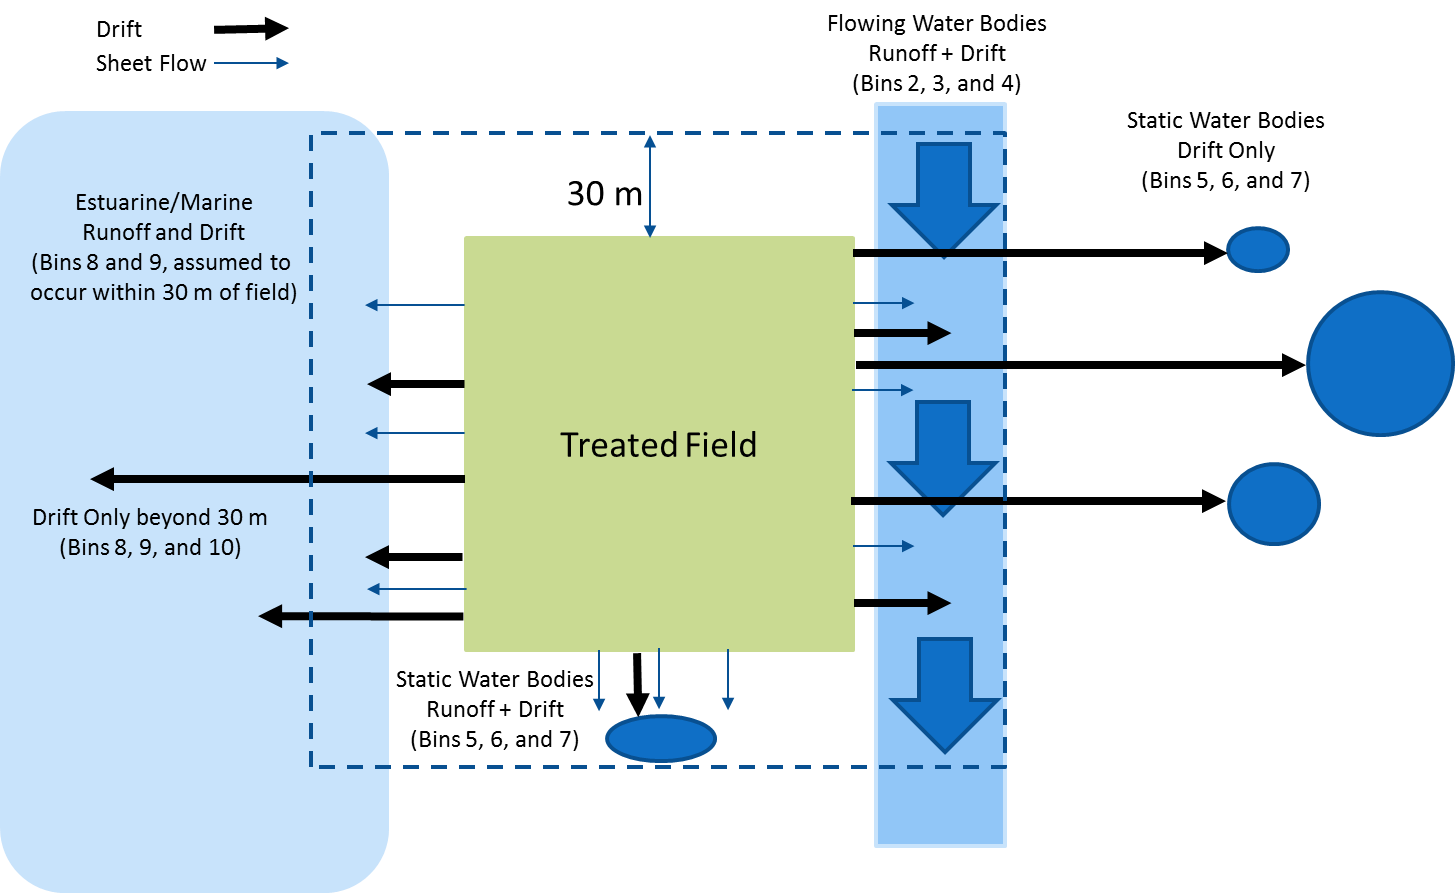 Drift
Sheet Flow
Flowing Water Bodies
Runoff + Drift
(Bins 2, 3, and 4)
Static Water Bodies
Drift Only
(Bins 5, 6, and 7)
30 m
Estuarine/Marine
Runoff and Drift
(Bins 8 and 9, assumed to
occur within 30 m of field)
Treated Field
Drift Only beyond 30 m
(Bins 8, 9, and 10)
Static Water Bodies
Runoff + Drift
(Bins 5, 6, and 7)